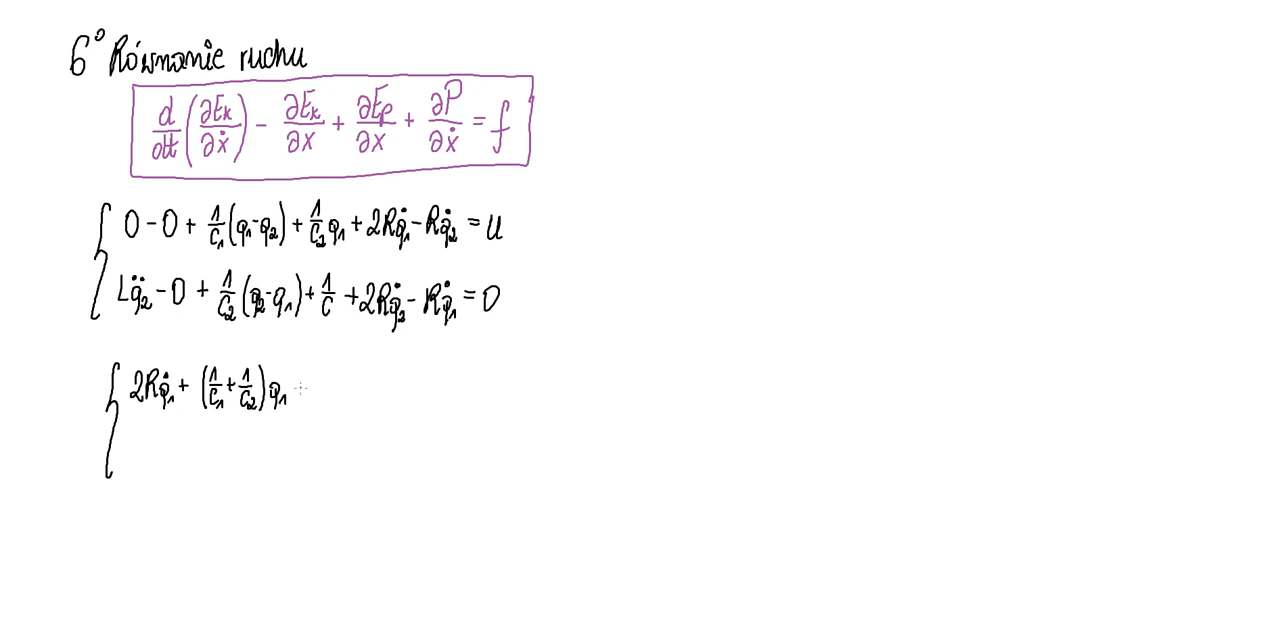 6° Równanie ruchu
d/dt (∂Ek/∂ẋ) - ∂Ek/∂x + ∂Ep/∂x + ∂P/∂ẋ = f
0 - 0 + 1/C₁ (q₁-q₂) + 1/C₂ q₁ + 2Rq̇₁ - Rq̇₂ = u
Lq̈₂ - 0 + 1/C₂ (q₂-q₁) + 1/C + 2Rq̇₂ - Rq̇₁ = 0
2Rq̇₁ + (1/C₁ + 1/C₂) q₁